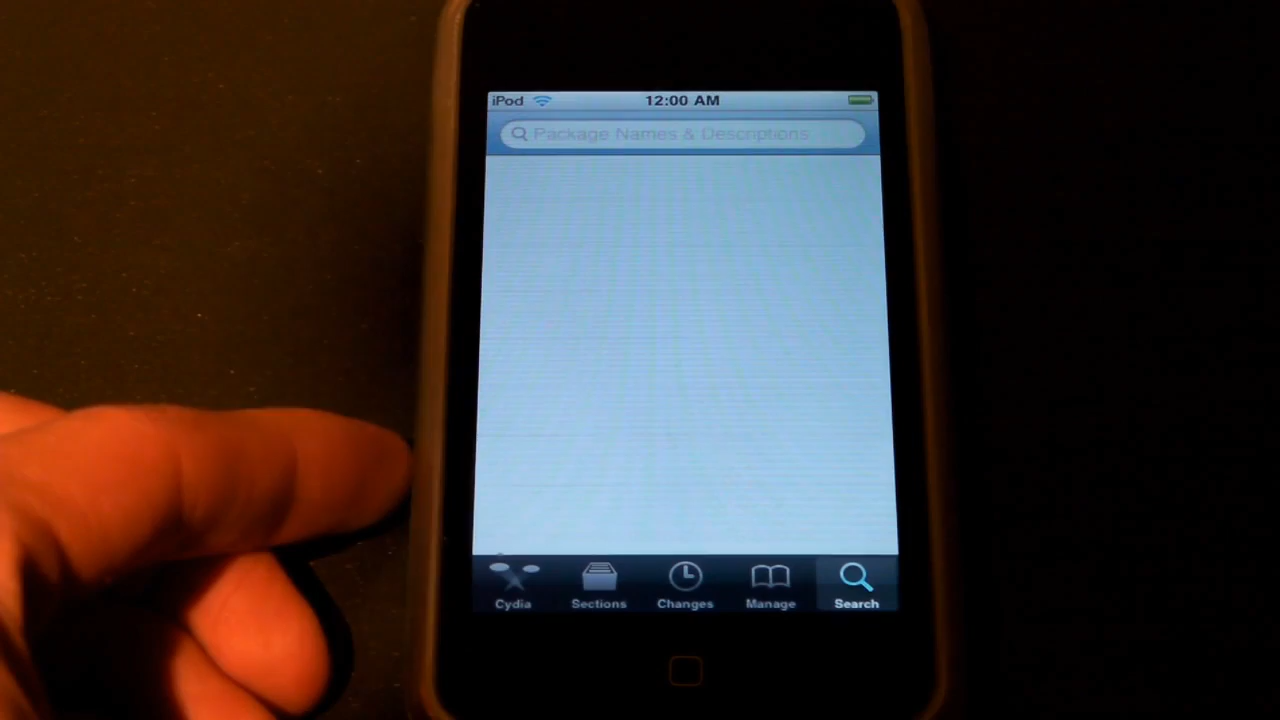 iPod 12:00 AM
Package Names & Descriptions
Cydia Sections Changes Manage Search